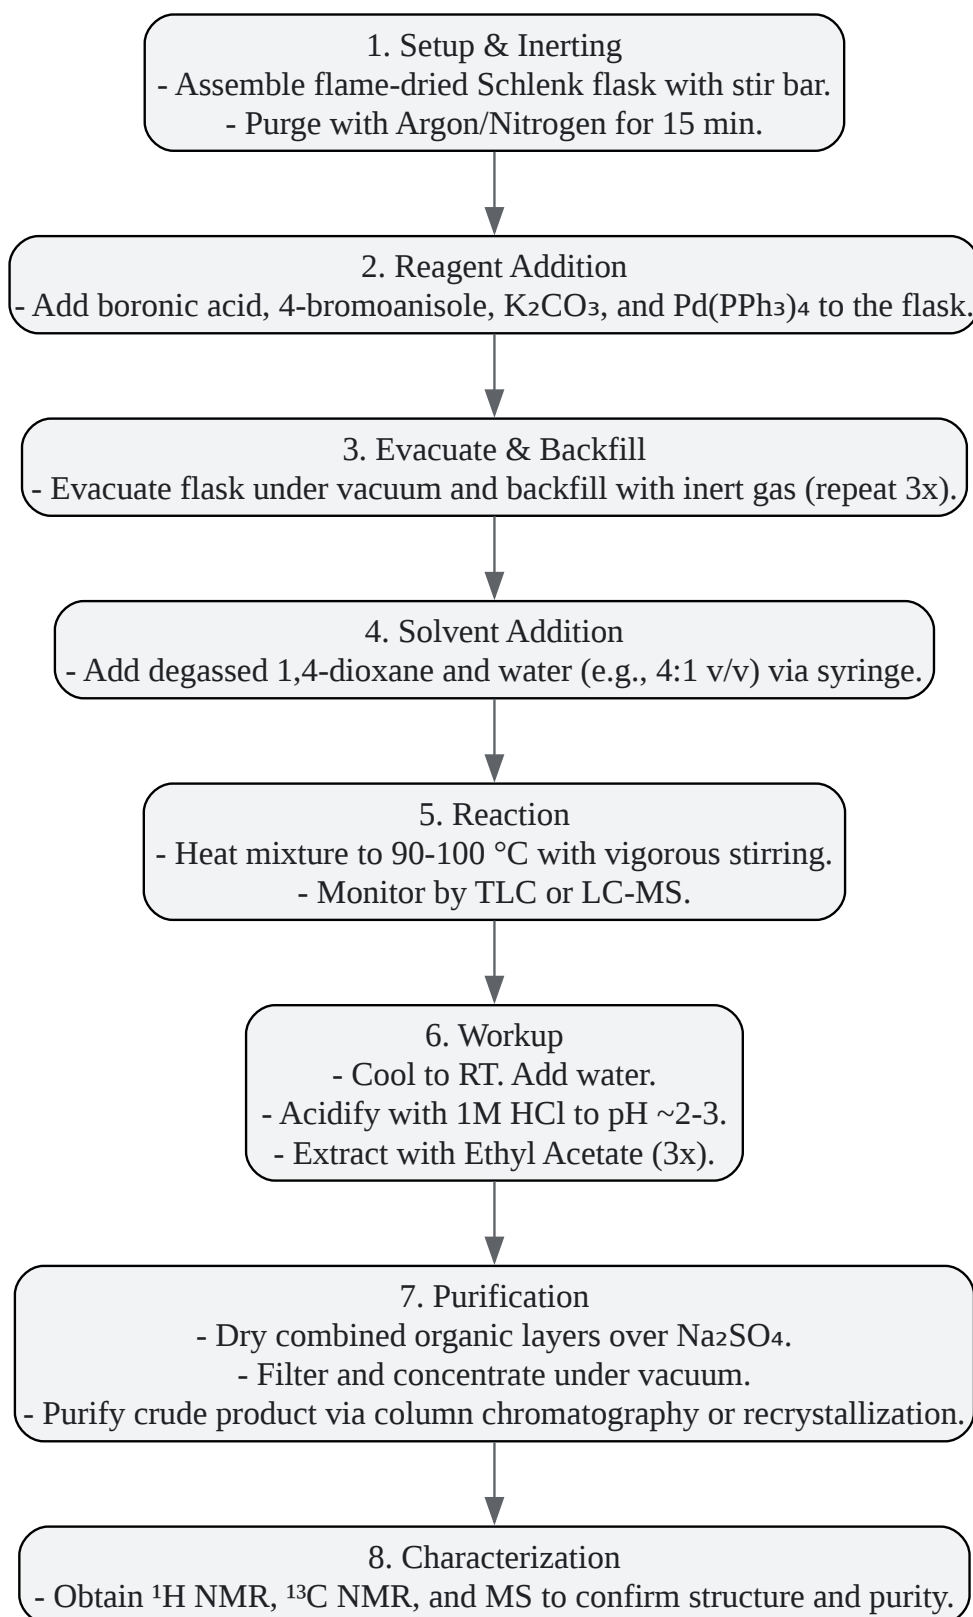 1. Setup & Inerting
- Assemble flame-dried Schlenk flask with stir bar.
- Purge with Argon/Nitrogen for 15 min.
2. Reagent Addition
- Add boronic acid, 4-bromoanisole, K₂CO₃, and Pd(PPh₃)₄ to the flask.
3. Evacuate & Backfill
- Evacuate flask under vacuum and backfill with inert gas (repeat 3x).
4. Solvent Addition
- Add degassed 1,4-dioxane and water (e.g., 4:1 v/v) via syringe.
5. Reaction
- Heat mixture to 90-100 °C with vigorous stirring.
- Monitor by TLC or LC-MS.
6. Workup
- Cool to RT. Add water.
- Acidify with 1M HCl to pH ~2-3.
- Extract with Ethyl Acetate (3x).
7. Purification
- Dry combined organic layers over Na₂SO₄.
- Filter and concentrate under vacuum.
- Purify crude product via column chromatography or recrystallization.
8. Characterization
- Obtain ¹H NMR, ¹³C NMR, and MS to confirm structure and purity.